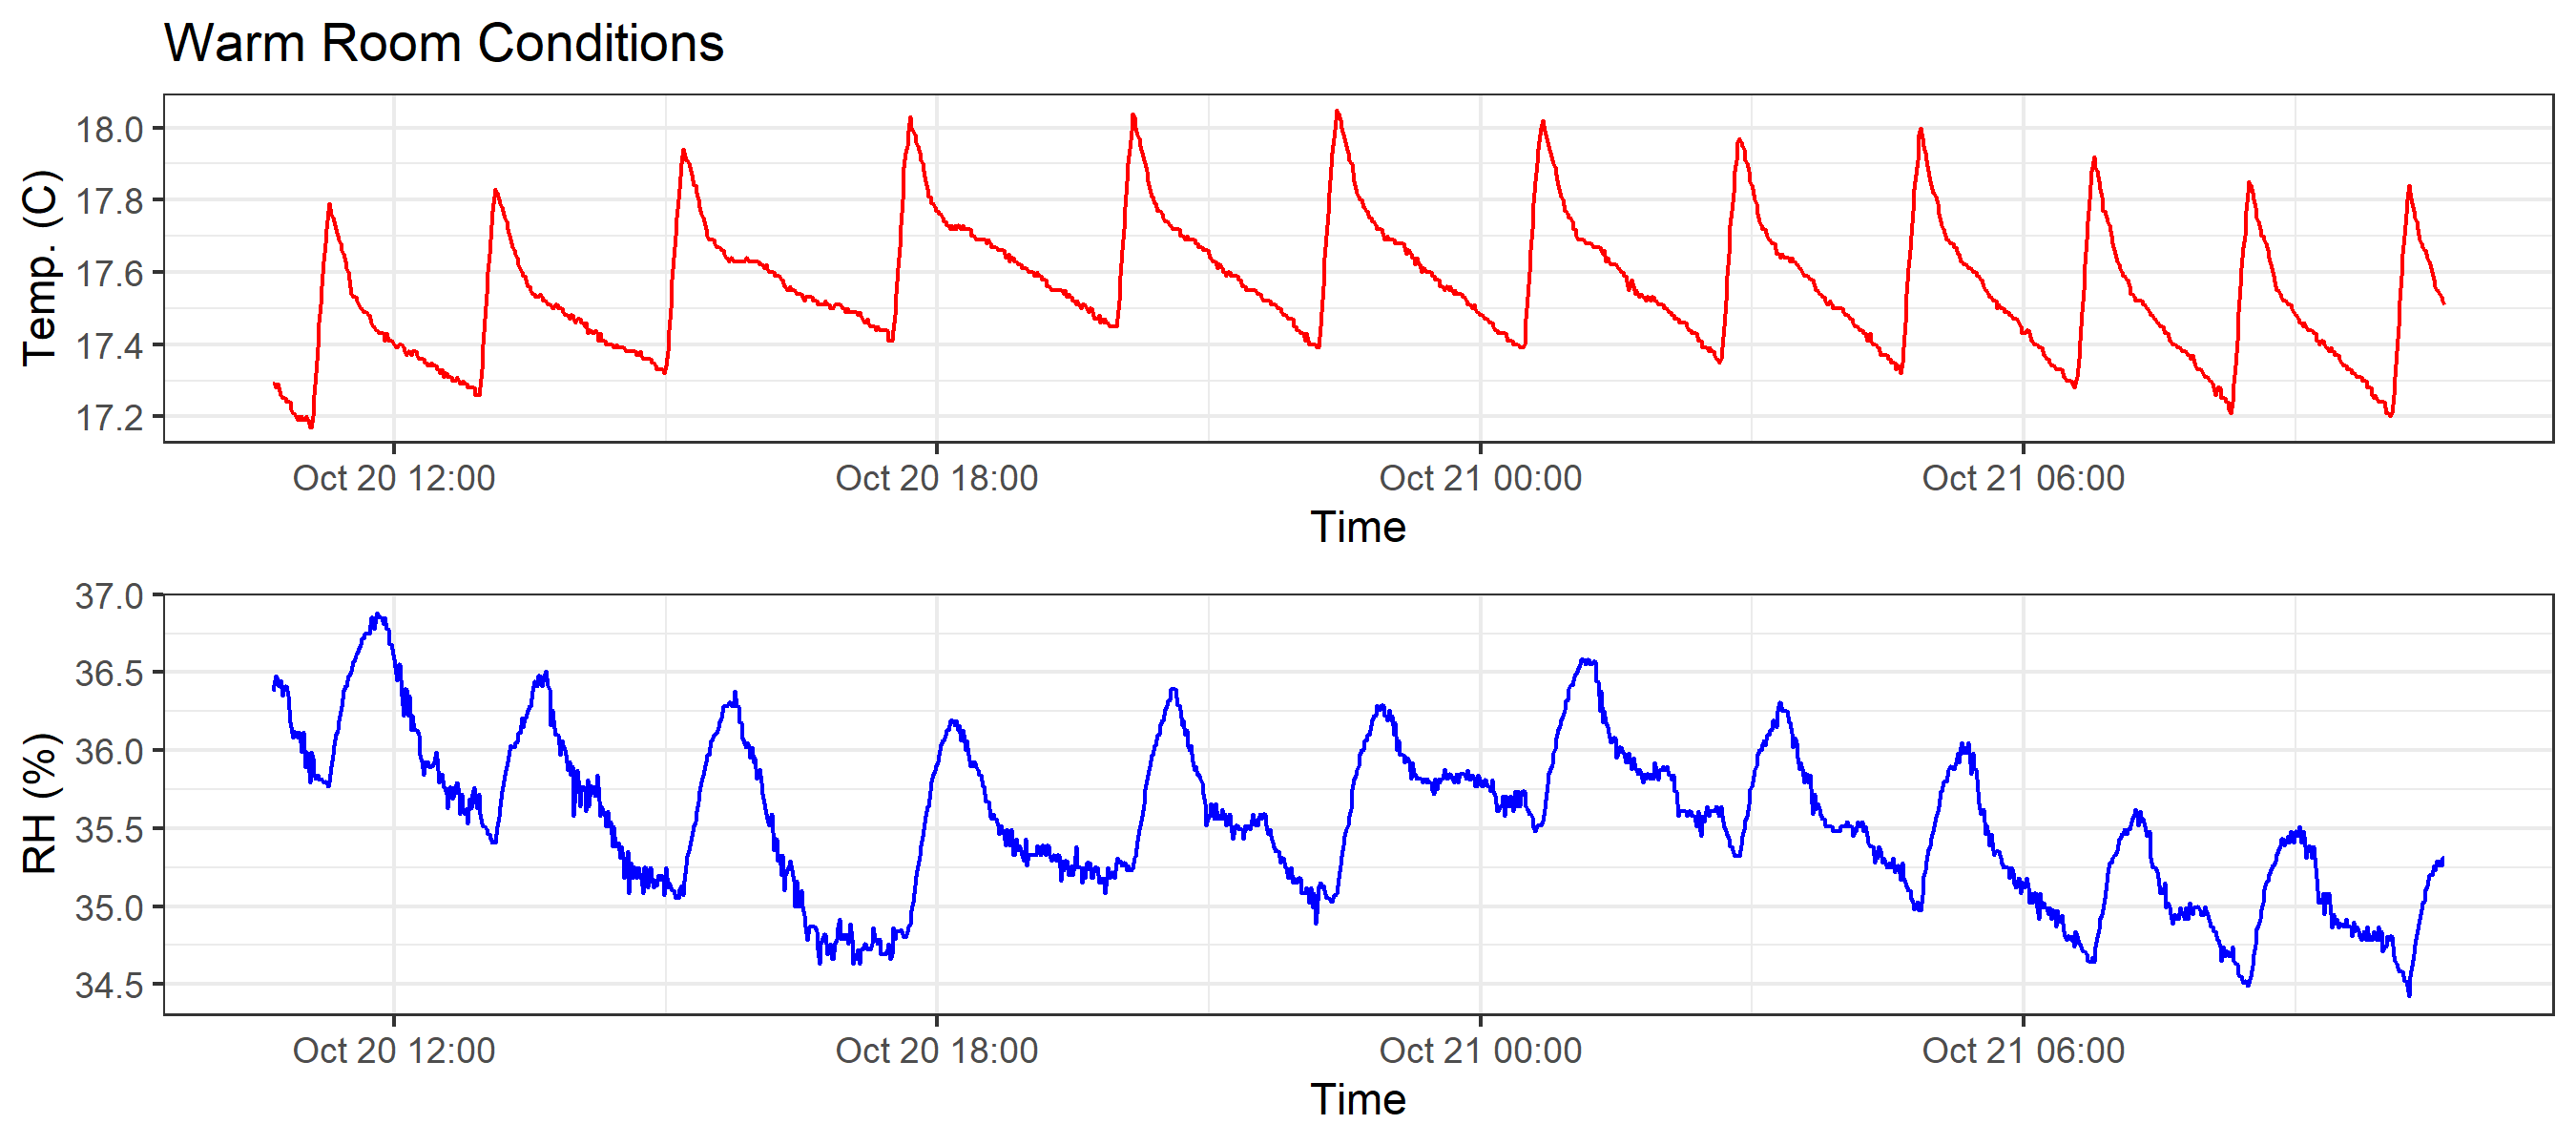 Warm Room Conditions
Temp. (C)
18.0
17.8
17.6
17.4
17.2
Oct 20 12:00 Oct 20 18:00 Oct 21 00:00 Oct 21 06:00
Time
RH (%)
37.0
36.5
36.0
35.5
35.0
34.5
Oct 20 12:00 Oct 20 18:00 Oct 21 00:00 Oct 21 06:00
Time